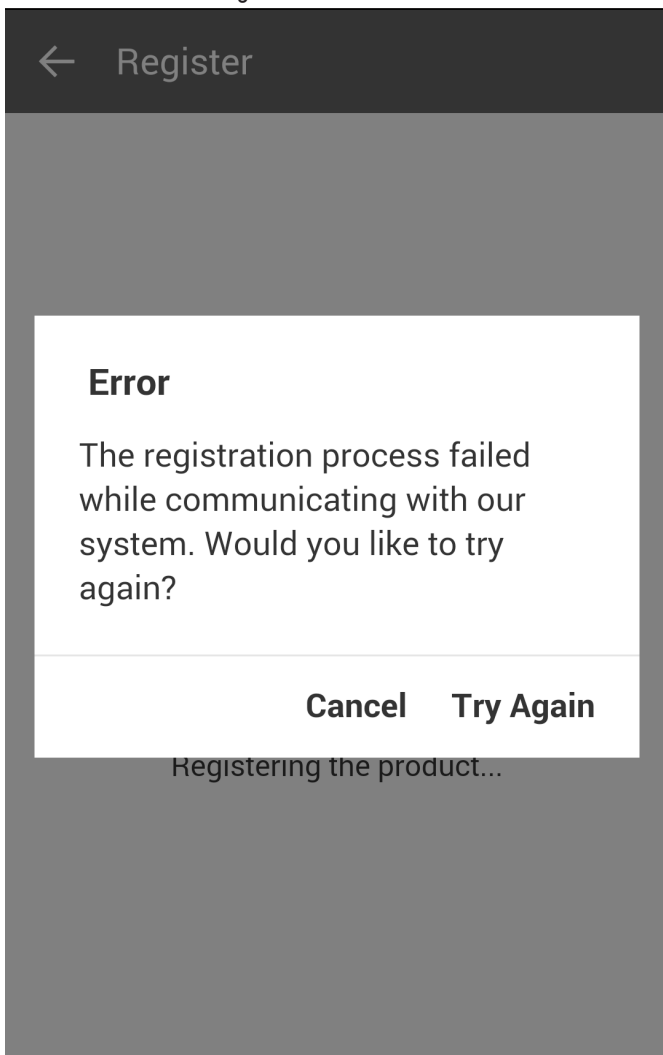 Register
Error
The registration process failed
while communicating with our
system. Would you like to try
again?
Cancel Try Again
Registering the product...